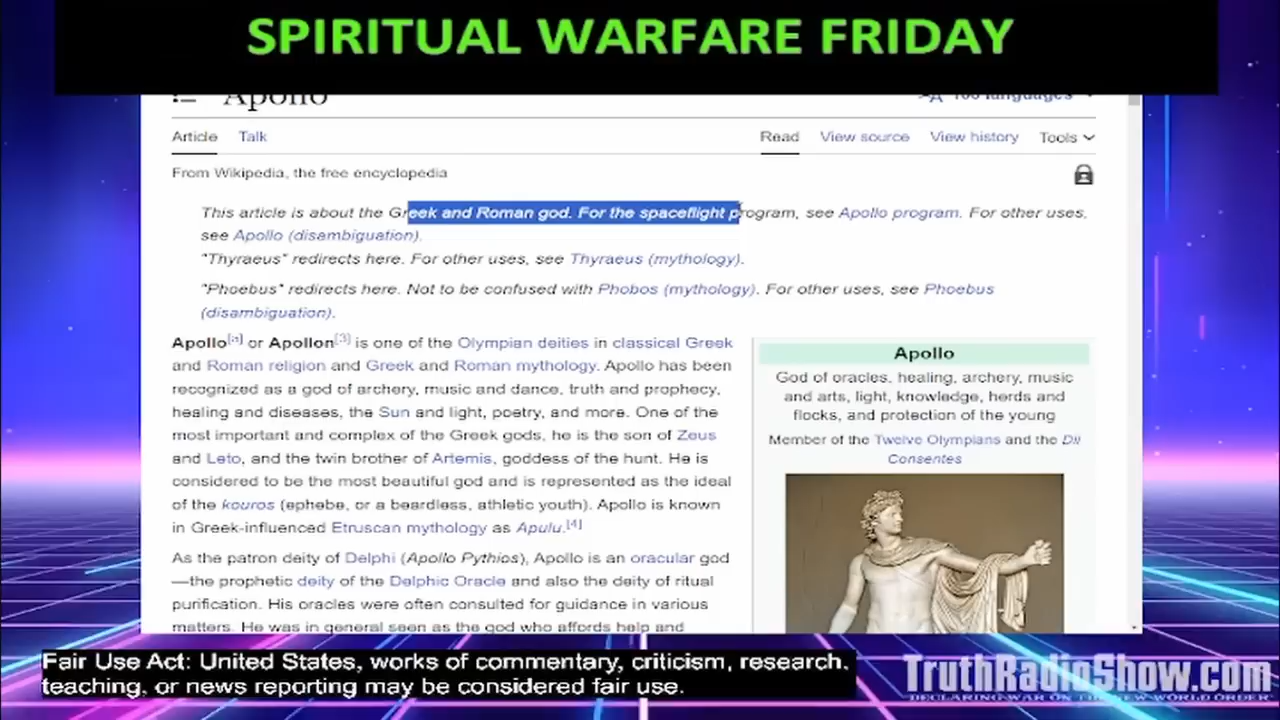 SPIRITUAL WARFARE FRIDAY
Apollo
100 languages
Article Talk Read View source View history Tools
From Wikipedia, the free encyclopedia
This article is about the Greek and Roman god. For the spaceflight program, see Apollo program. For other uses,
see Apollo (disambiguation).
"Thyraeus" redirects here. For other uses, see Thyraeus (mythology).
"Phoebus" redirects here. Not to be confused with Phobos (mythology). For other uses, see Phoebus
(disambiguation).
Apollo[a] or Apollon[3] is one of the Olympian deities in classical Greek
and Roman religion and Greek and Roman mythology. Apollo has been
recognized as a god of archery, music and dance, truth and prophecy,
healing and diseases, the Sun and light, poetry, and more. One of the
most important and complex of the Greek gods, he is the son of Zeus
and Leto, and the twin brother of Artemis, goddess of the hunt. He is
considered to be the most beautiful god and is represented as the ideal
of the kouros (ephebe, or a beardless, athletic youth). Apollo is known
in Greek-influenced Etruscan mythology as Apulu.[4]
As the patron deity of Delphi (Apollo Pythios), Apollo is an oracular god
—the prophetic deity of the Delphic Oracle and also the deity of ritual
purification. His oracles were often consulted for guidance in various
matters. He was in general seen as the god who affords help and
Apollo
God of oracles, healing, archery, music
and arts, light, knowledge, herds and
flocks, and protection of the young
Member of the Twelve Olympians and the Dii
Consentes
Fair Use Act: United States, works of commentary, criticism, research,
teaching, or news reporting may be considered fair use.
TruthRadioShow.com
DECLARING WAR ON THE NEW WORLD ORDER